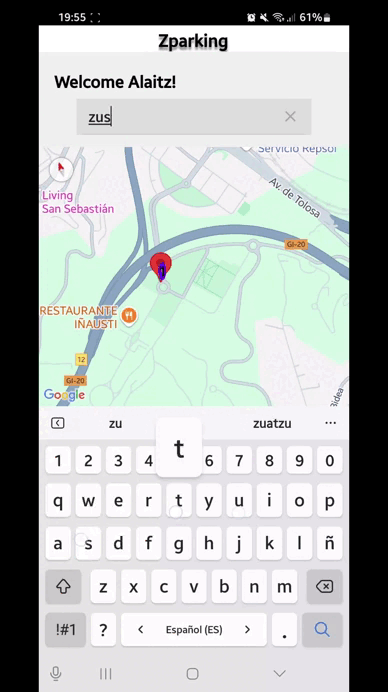 19:55 61%
Zparking
Welcome Alaitz!
zus
Servicio Repsol
Living
San Sebastián
Av. de Tolosa
GI-20
RESTAURANTE
IÑAUSTI
12
GI-20
Google
bidea
zu zuatzu ...
t
1 2 3 4 6 7 8 9 0
q w e r t y u i o p
a s d f g h j k l ñ
z x c v b n m
!#1 ? < Español (ES) > .